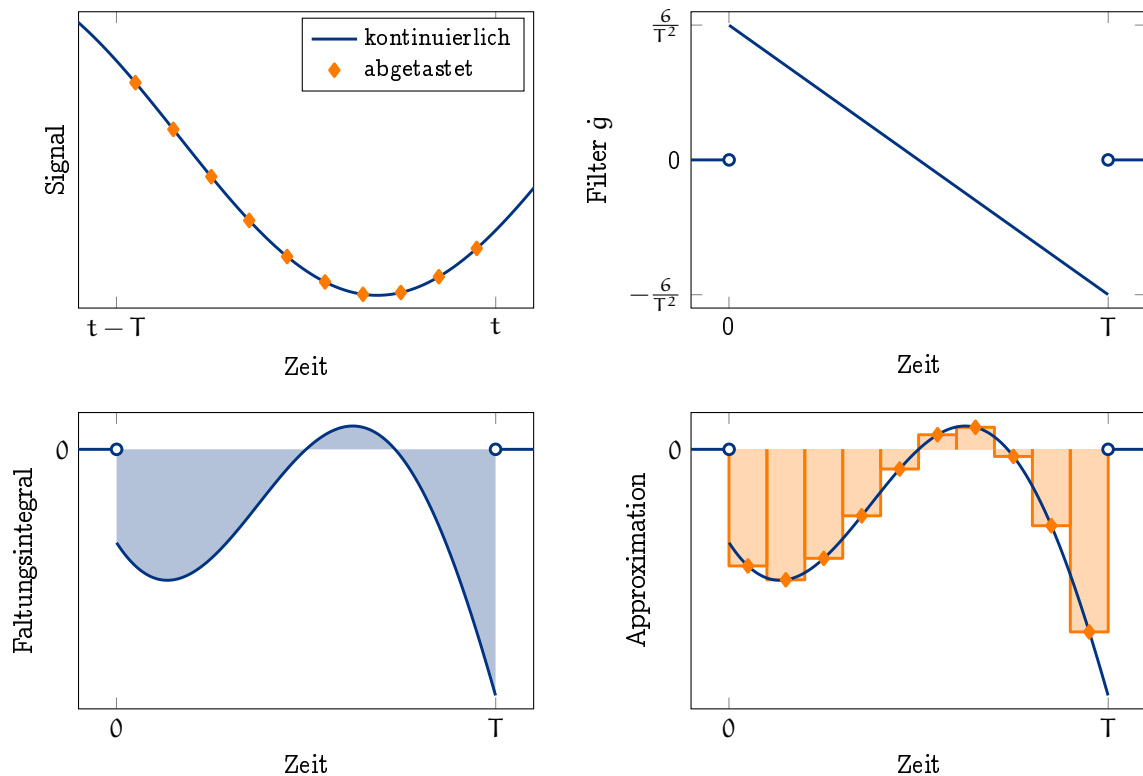 Signal
kontinuierlich
abgetastet
t − T
t
Zeit
Filter ġ
6/T²
0
−6/T²
0
T
Zeit
Faltungsintegral
0
0
T
Zeit
Approximation
0
0
T
Zeit